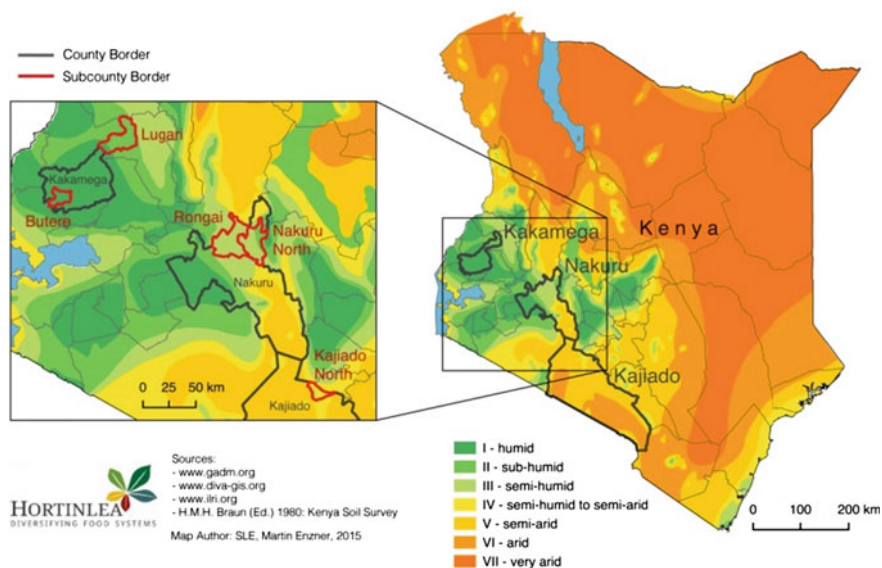 County Border
Subcounty Border
Lugari
Kakamega
Butere
Rongai
Nakuru
North
Nakuru
Kajiado
North
Kajiado
0 25 50 km
Kenya
Kakamega
Nakuru
Kajiado
I - humid
II - sub-humid
III - semi-humid
IV - semi-humid to semi-arid
V - semi-arid
VI - arid
VII - very arid
0 100 200 km
HORTINLEA
DIVERSIFYING FOOD SYSTEMS
Sources:
- www.gadm.org
- www.diva-gis.org
- www.ilri.org
- H.M.H. Braun (Ed.) 1980: Kenya Soil Survey
Map Author: SLE, Martin Enzner, 2015